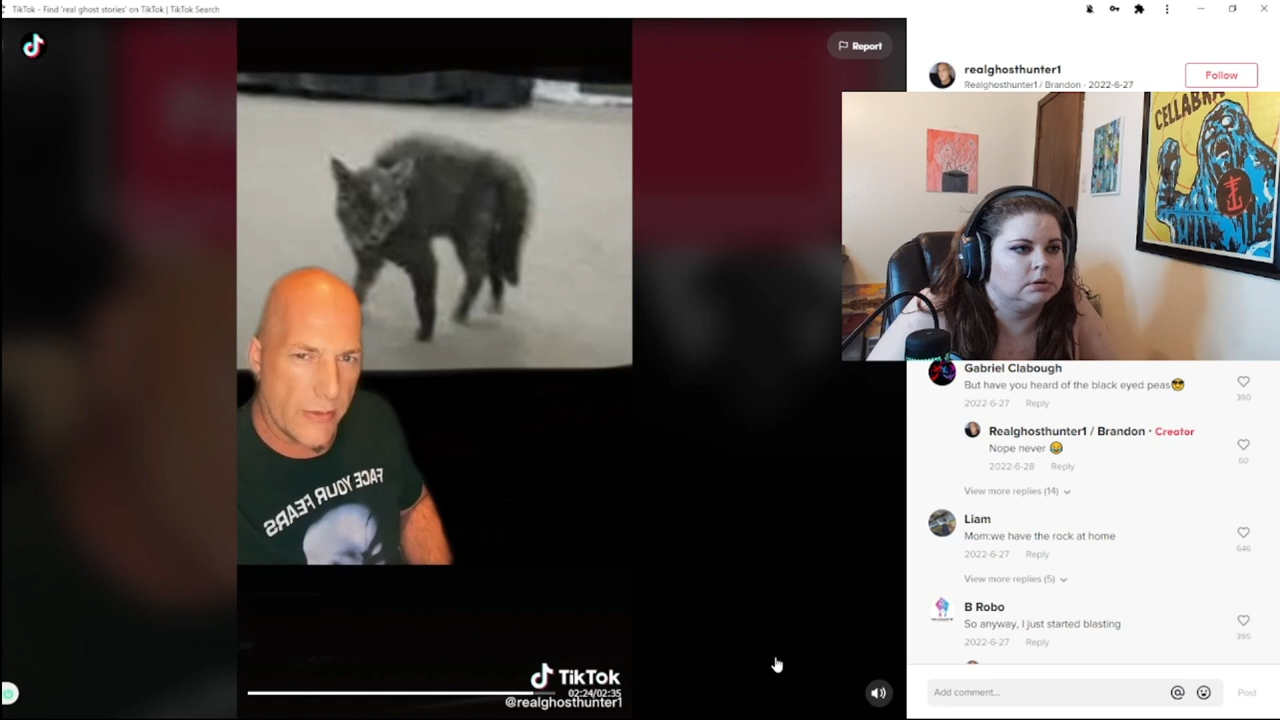 TikTok - Find 'real ghost stories' on TikTok | TikTok Search
Report
realghosthunter1
Realghosthunter1 / Brandon · 2022-6-27
Follow
CELLABRA
FACE YOUR FEARS
Gabriel Clabough
But have you heard of the black eyed peas😎
2022-6-27 Reply
390
Realghosthunter1 / Brandon · Creator
Nope never 😂
2022-6-28 Reply
60
View more replies (14)
Liam
Mom:we have the rock at home
2022-6-27 Reply
646
View more replies (5)
B Robo
So anyway, I just started blasting
2022-6-27 Reply
395
TikTok
02:24/02:35
@realghosthunter1
Add comment...
Post